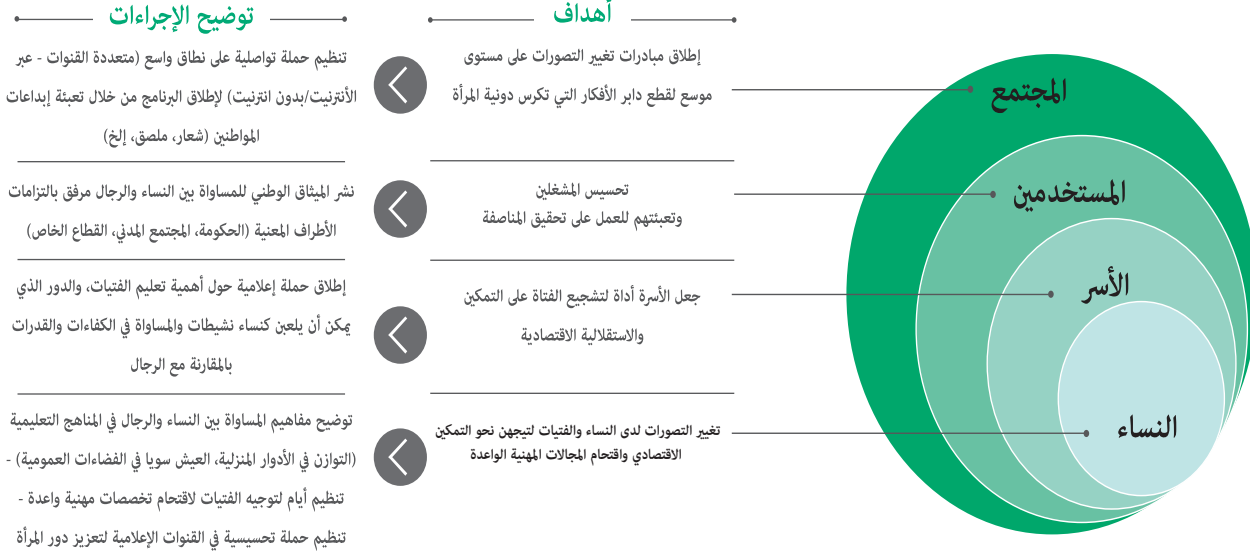 المجتمع
المستخدمين
الأسر
النساء
أهداف
إطلاق مبادرات تغيير التصورات على مستوى
موسع لقطع دابر الأفكار التي تكرس دونية المرأة
تحسيس المشغلين
وتعبئتهم للعمل على تحقيق المناصفة
جعل الأسرة أداة لتشجيع الفتاة على التمكين
والاستقلالية الاقتصادية
تغيير التصورات لدى النساء والفتيات لتيجهن نحو التمكين
الاقتصادي واقتحام المجالات المهنية الواعدة
توضيح الإجراءات
تنظيم حملة تواصلية على نطاق واسع (متعددة القنوات - عبر
الأنترنيت/بدون انترنيت) لإطلاق البرنامج من خلال تعبئة إبداعات
المواطنين (شعار، ملصق، إلخ)
نشر الميثاق الوطني للمساواة بين النساء والرجال مرفق بالتزامات
الأطراف المعنية (الحكومة، المجتمع المدني، القطاع الخاص)
إطلاق حملة إعلامية حول أهمية تعليم الفتيات، والدور الذي
يمكن أن يلعبن كنساء نشيطات والمساواة في الكفاءات والقدرات
بالمقارنة مع الرجال
توضيح مفاهيم المساواة بين النساء والرجال في المناهج التعليمية
(التوازن في الأدوار المنزلية، العيش سويا في الفضاءات العمومية) -
تنظيم أيام لتوجيه الفتيات لاقتحام تخصصات مهنية واعدة -
تنظيم حملة تحسيسية في القنوات الإعلامية لتعزيز دور المرأة